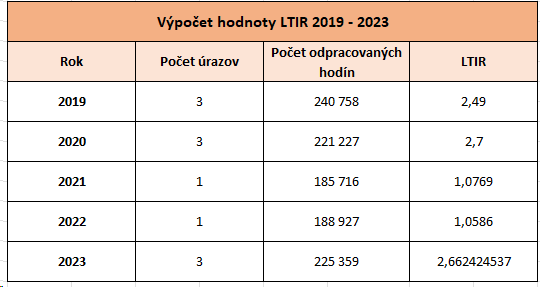 Výpočet hodnoty LTIR 2019 - 2023
Rok Počet úrazov Počet odpracovaných hodín LTIR
2019 3 240 758 2,49
2020 3 221 227 2,7
2021 1 185 716 1,0769
2022 1 188 927 1,0586
2023 3 225 359 2,662424537